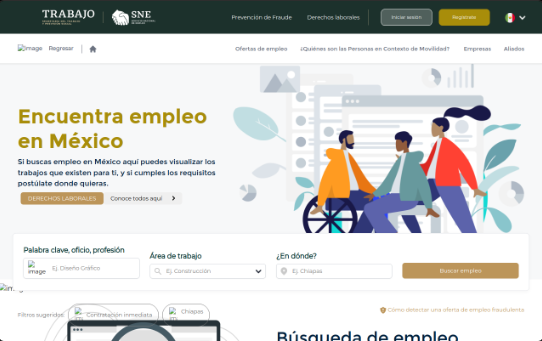 TRABAJO
SNE
Prevención de Fraude
Derechos laborales
Iniciar sesión
Regístrate
image
Regresar
Ofertas de empleo
¿Quiénes son las Personas en Contexto de Movilidad?
Empresas
Aliados
Encuentra empleo
en México
Si buscas empleo en México aquí puedes visualizar los
trabajos que existen para ti, y si cumples los requisitos
postúlate donde quieras.
DERECHOS LABORALES
Conoce todos aquí
Palabra clave, oficio, profesión
image
Ej. Diseño Gráfico
Área de trabajo
Ej. Construcción
¿En dónde?
Ej. Chiapas
Buscar empleo
Filtros sugeridos
Contratación inmediata
Chiapas
Cómo detectar una oferta de empleo fraudulenta
Búsqueda de empleo